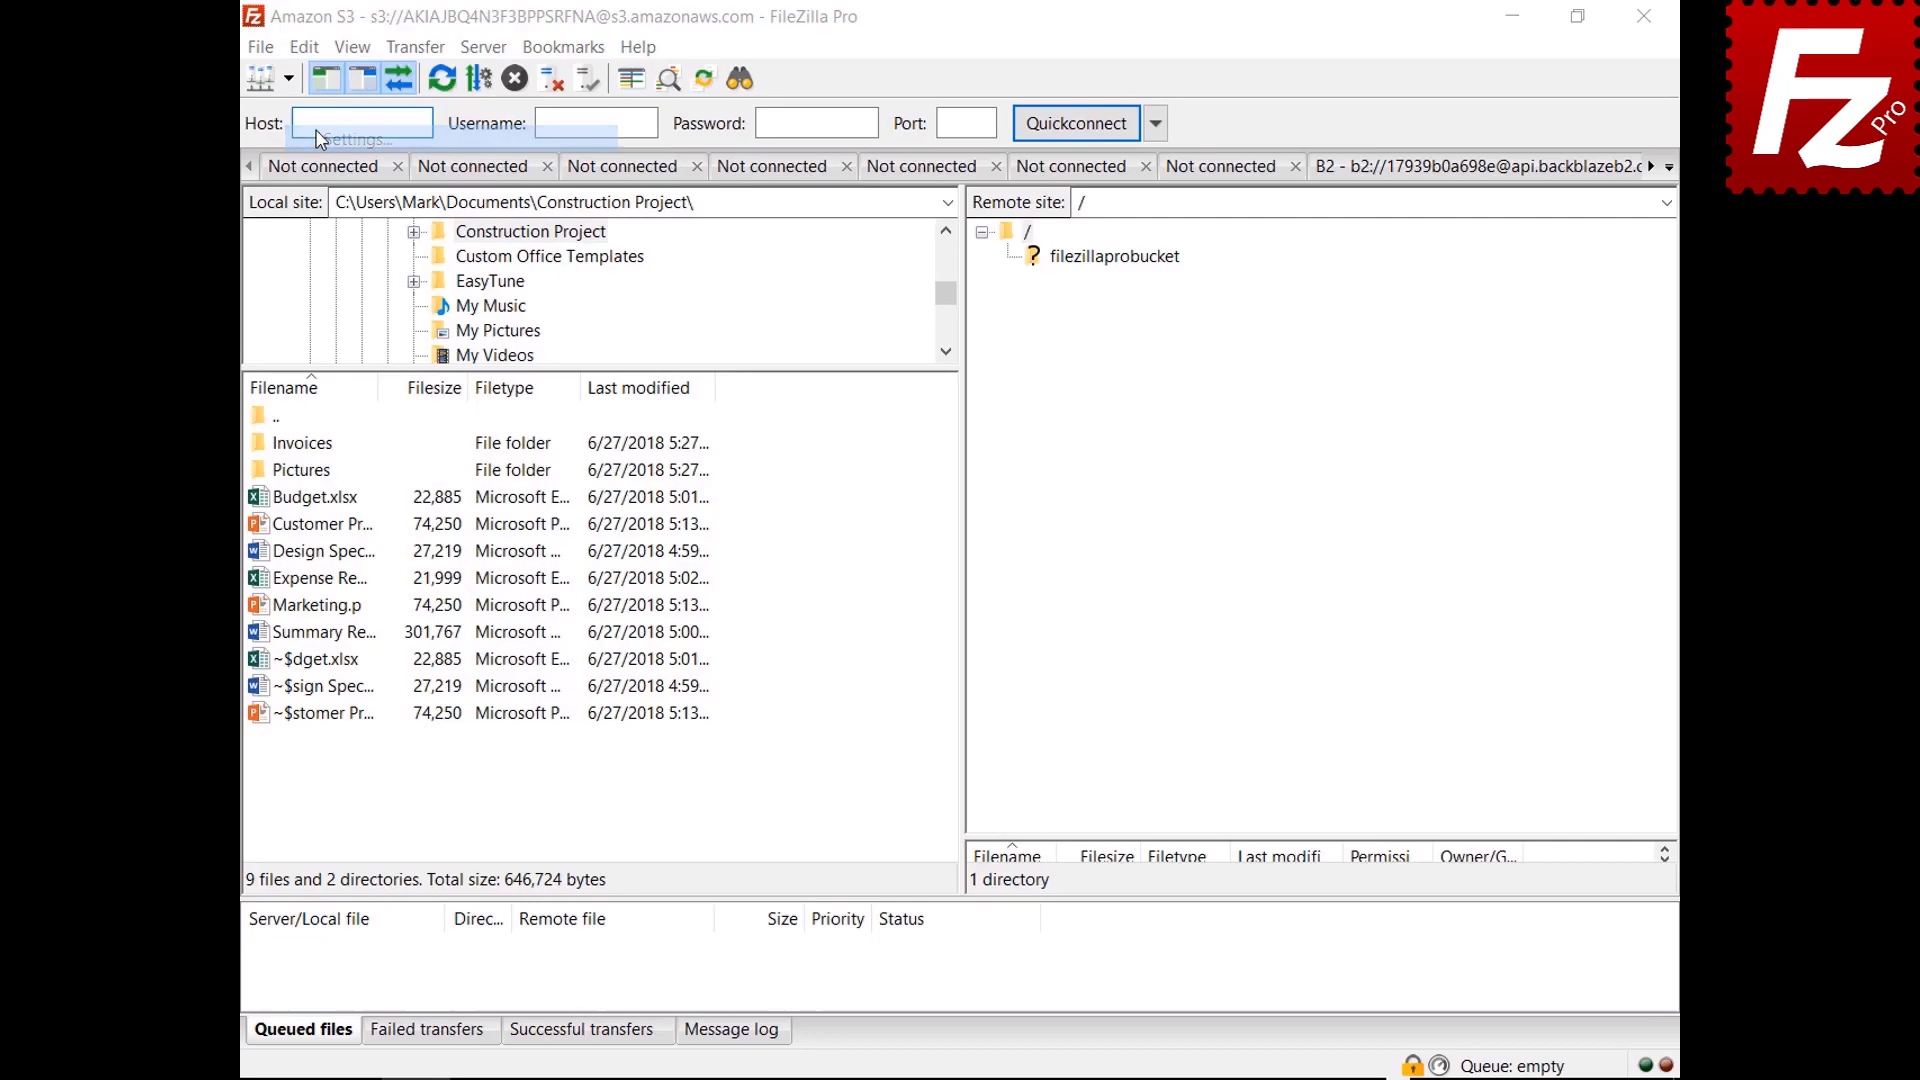 Amazon S3 - s3://AKIAJBQ4N3F3BPPSRFNA@s3.amazonaws.com - FileZilla Pro
File Edit View Transfer Server Bookmarks Help
Host: Username: Password: Port: Quickconnect
Settings...
Not connected Not connected Not connected Not connected Not connected Not connected Not connected B2 - b2://17939b0a698e@api.backblazeb2.c
Local site: C:\Users\Mark\Documents\Construction Project\
Construction Project
Custom Office Templates
EasyTune
My Music
My Pictures
My Videos
Remote site: /
/
filezillaprobucket
Filename Filesize Filetype Last modified
..
Invoices File folder 6/27/2018 5:27...
Pictures File folder 6/27/2018 5:27...
Budget.xlsx 22,885 Microsoft E... 6/27/2018 5:01...
Customer Pr... 74,250 Microsoft P... 6/27/2018 5:13...
Design Spec... 27,219 Microsoft ... 6/27/2018 4:59...
Expense Re... 21,999 Microsoft E... 6/27/2018 5:02...
Marketing.p 74,250 Microsoft P... 6/27/2018 5:13...
Summary Re... 301,767 Microsoft ... 6/27/2018 5:00...
~$dget.xlsx 22,885 Microsoft E... 6/27/2018 5:01...
~$sign Spec... 27,219 Microsoft ... 6/27/2018 4:59...
~$stomer Pr... 74,250 Microsoft P... 6/27/2018 5:13...
9 files and 2 directories. Total size: 646,724 bytes
Filename Filesize Filetype Last modifi Permissi Owner/G...
1 directory
Server/Local file Direc... Remote file Size Priority Status
Queued files Failed transfers Successful transfers Message log
Queue: empty
Fz Pro